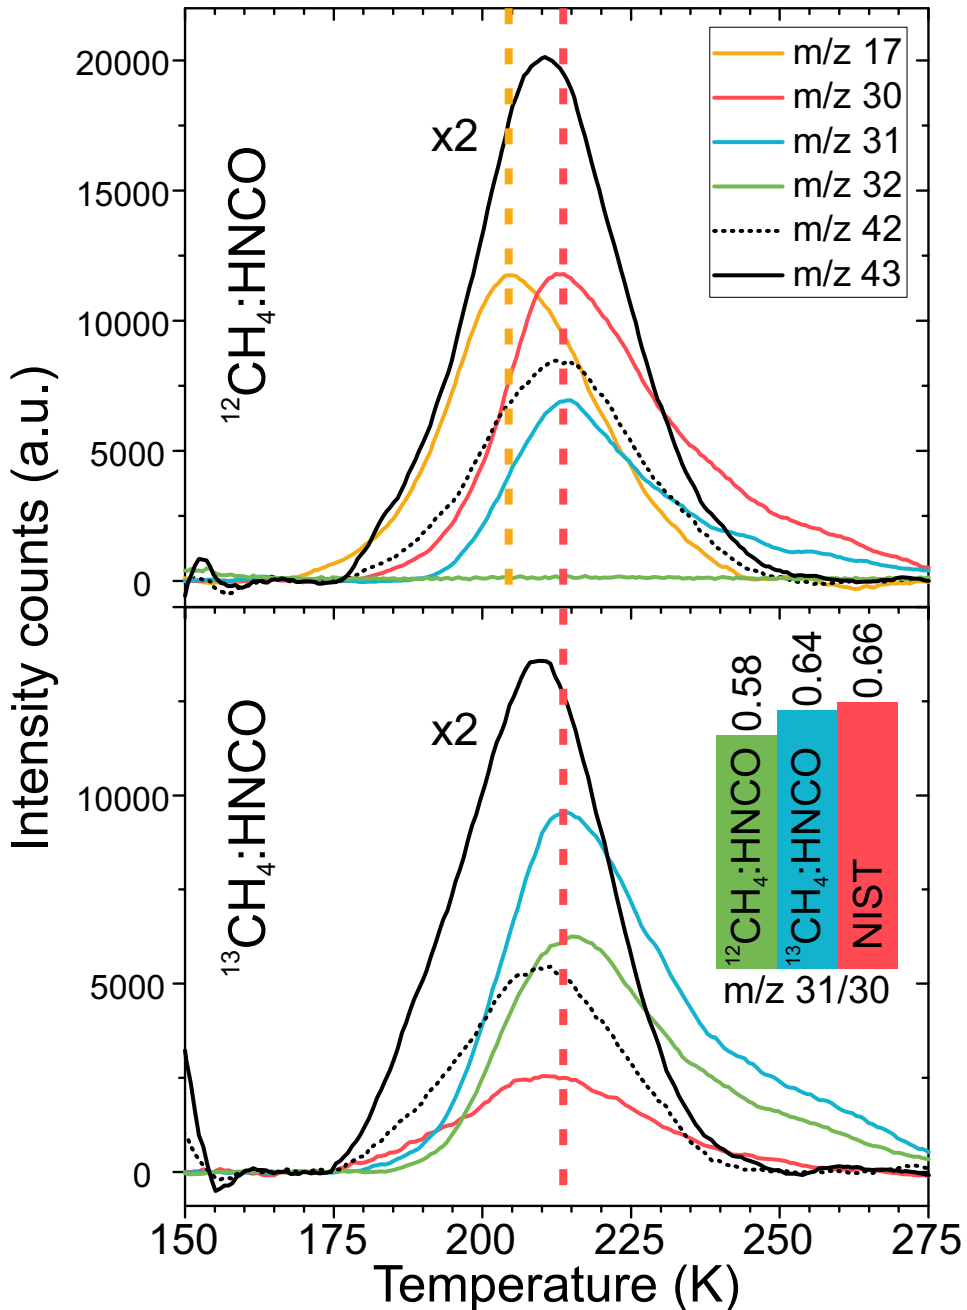 Intensity counts (a.u.)
20000
15000
10000
5000
0
¹²CH₄:HNCO
x2
m/z 17
m/z 30
m/z 31
m/z 32
m/z 42
m/z 43
10000
5000
0
¹³CH₄:HNCO
x2
¹²CH₄:HNCO 0.58
¹³CH₄:HNCO 0.64
NIST 0.66
m/z 31/30
150 175 200 225 250 275
Temperature (K)